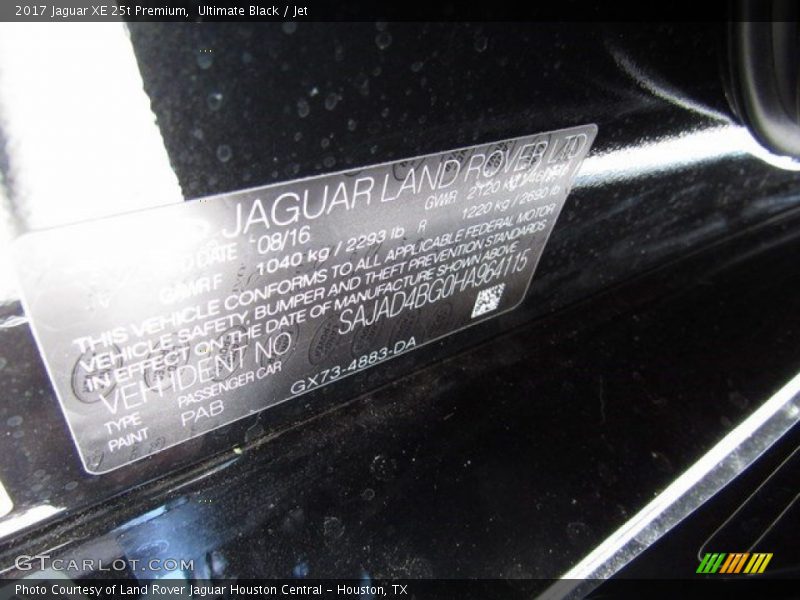 2017 Jaguar XE 25t Premium, Ultimate Black / Jet
JAGUAR LAND ROVER LTD
DATE 08/16 GWR 2120 kg
F 1040 kg / 2293 lb R 1220 kg / 2690 lb
THIS VEHICLE CONFORMS TO ALL APPLICABLE FEDERAL MOTOR
VEHICLE SAFETY, BUMPER AND THEFT PREVENTION STANDARDS
IN EFFECT ON THE DATE OF MANUFACTURE SHOWN ABOVE
VEH IDENT NO SAJAD4BG0HA964115
TYPE PASSENGER CAR
PAINT PAB GX73-4883-DA
GTCARLOT.COM
Photo Courtesy of Land Rover Jaguar Houston Central - Houston, TX